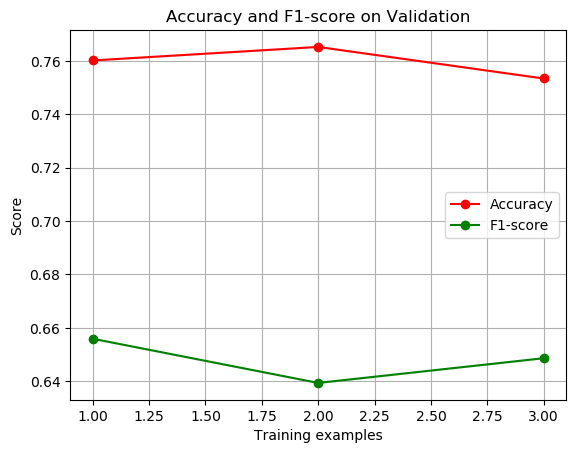 Accuracy and F1-score on Validation
0.76
0.74
0.72
0.70
0.68
0.66
0.64
Score
Accuracy
F1-score
1.00 1.25 1.50 1.75 2.00 2.25 2.50 2.75 3.00
Training examples